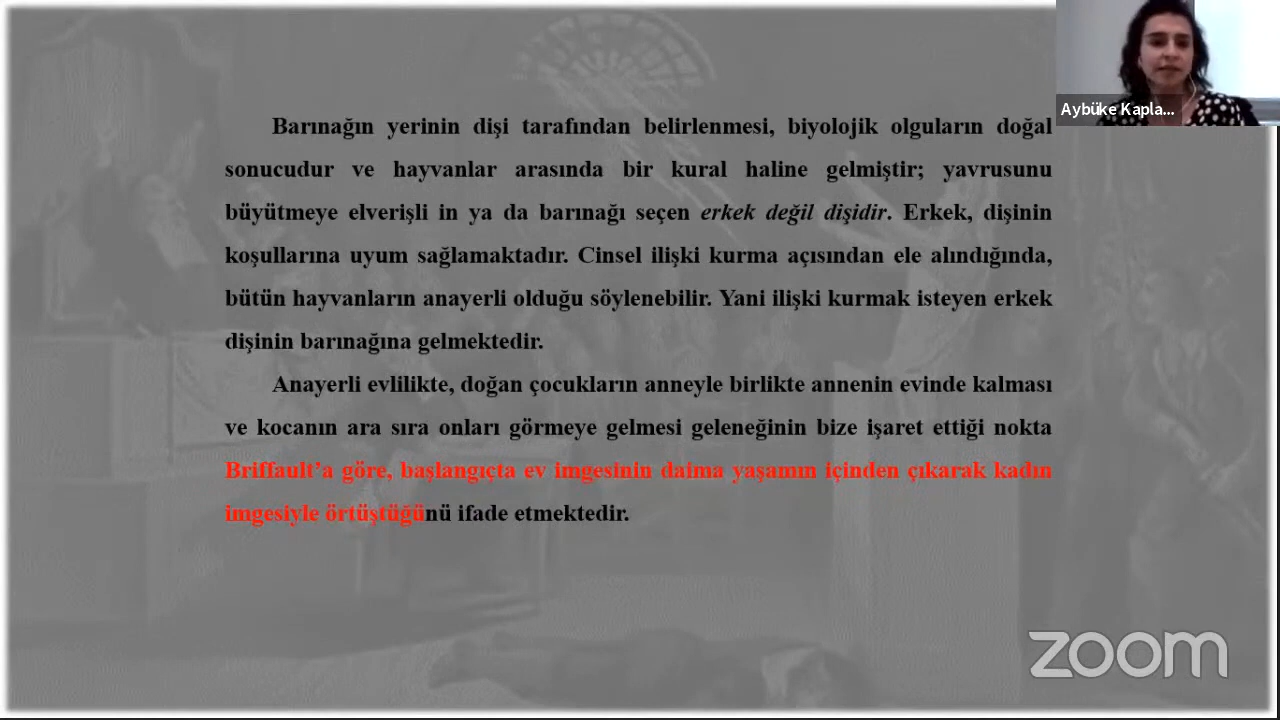 Aybüke Kapla...
Barınağın yerinin dişi tarafından belirlenmesi, biyolojik olguların doğal
sonucudur ve hayvanlar arasında bir kural haline gelmiştir; yavrusunu
büyütmeye elverişli in ya da barınağı seçen erkek değil dişidir. Erkek, dişinin
koşullarına uyum sağlamaktadır. Cinsel ilişki kurma açısından ele alındığında,
bütün hayvanların anayerli olduğu söylenebilir. Yani ilişki kurmak isteyen erkek
dişinin barınağına gelmektedir.
Anayerli evlilikte, doğan çocukların anneyle birlikte annenin evinde kalması
ve kocanın ara sıra onları görmeye gelmesi geleneğinin bize işaret ettiği nokta
Briffault’a göre, başlangıçta ev imgesinin daima yaşamın içinden çıkarak kadın
imgesiyle örtüştüğünü ifade etmektedir.
zoom